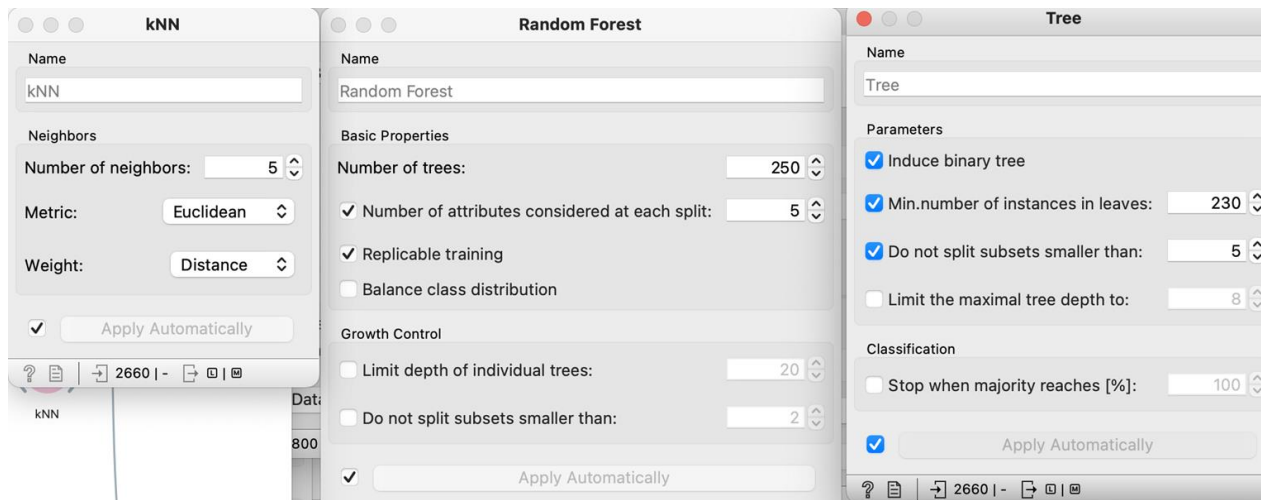 kNN
Name
kNN
Neighbors
Number of neighbors: 5
Metric: Euclidean
Weight: Distance
Apply Automatically
? 2660 | - L | M
kNN
Data
800
Random Forest
Name
Random Forest
Basic Properties
Number of trees: 250
Number of attributes considered at each split: 5
Replicable training
Balance class distribution
Growth Control
Limit depth of individual trees: 20
Do not split subsets smaller than: 2
Apply Automatically
Tree
Name
Tree
Parameters
Induce binary tree
Min.number of instances in leaves: 230
Do not split subsets smaller than: 5
Limit the maximal tree depth to: 8
Classification
Stop when majority reaches [%]: 100
Apply Automatically
? 2660 | - L | M